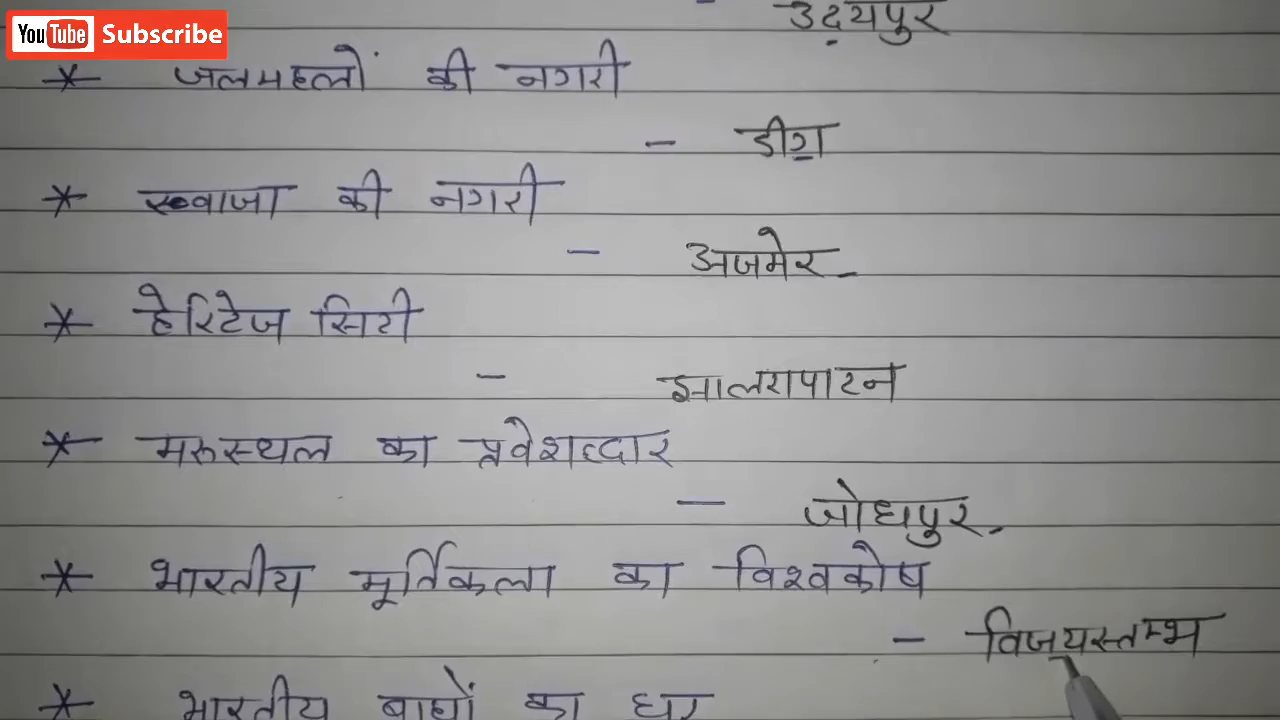 YouTube Subscribe
- उदयपुर
* जलमहलों की नगरी
- डीग
* ख्वाजा की नगरी
- अजमेर
* हेरिटेज सिटी
- झालरापाटन
* मरुस्थल का प्रवेशद्वार
- जोधपुर
* भारतीय मूर्तिकला का विश्वकोष
- विजयस्तम्भ
* भारतीय बाघों का घर